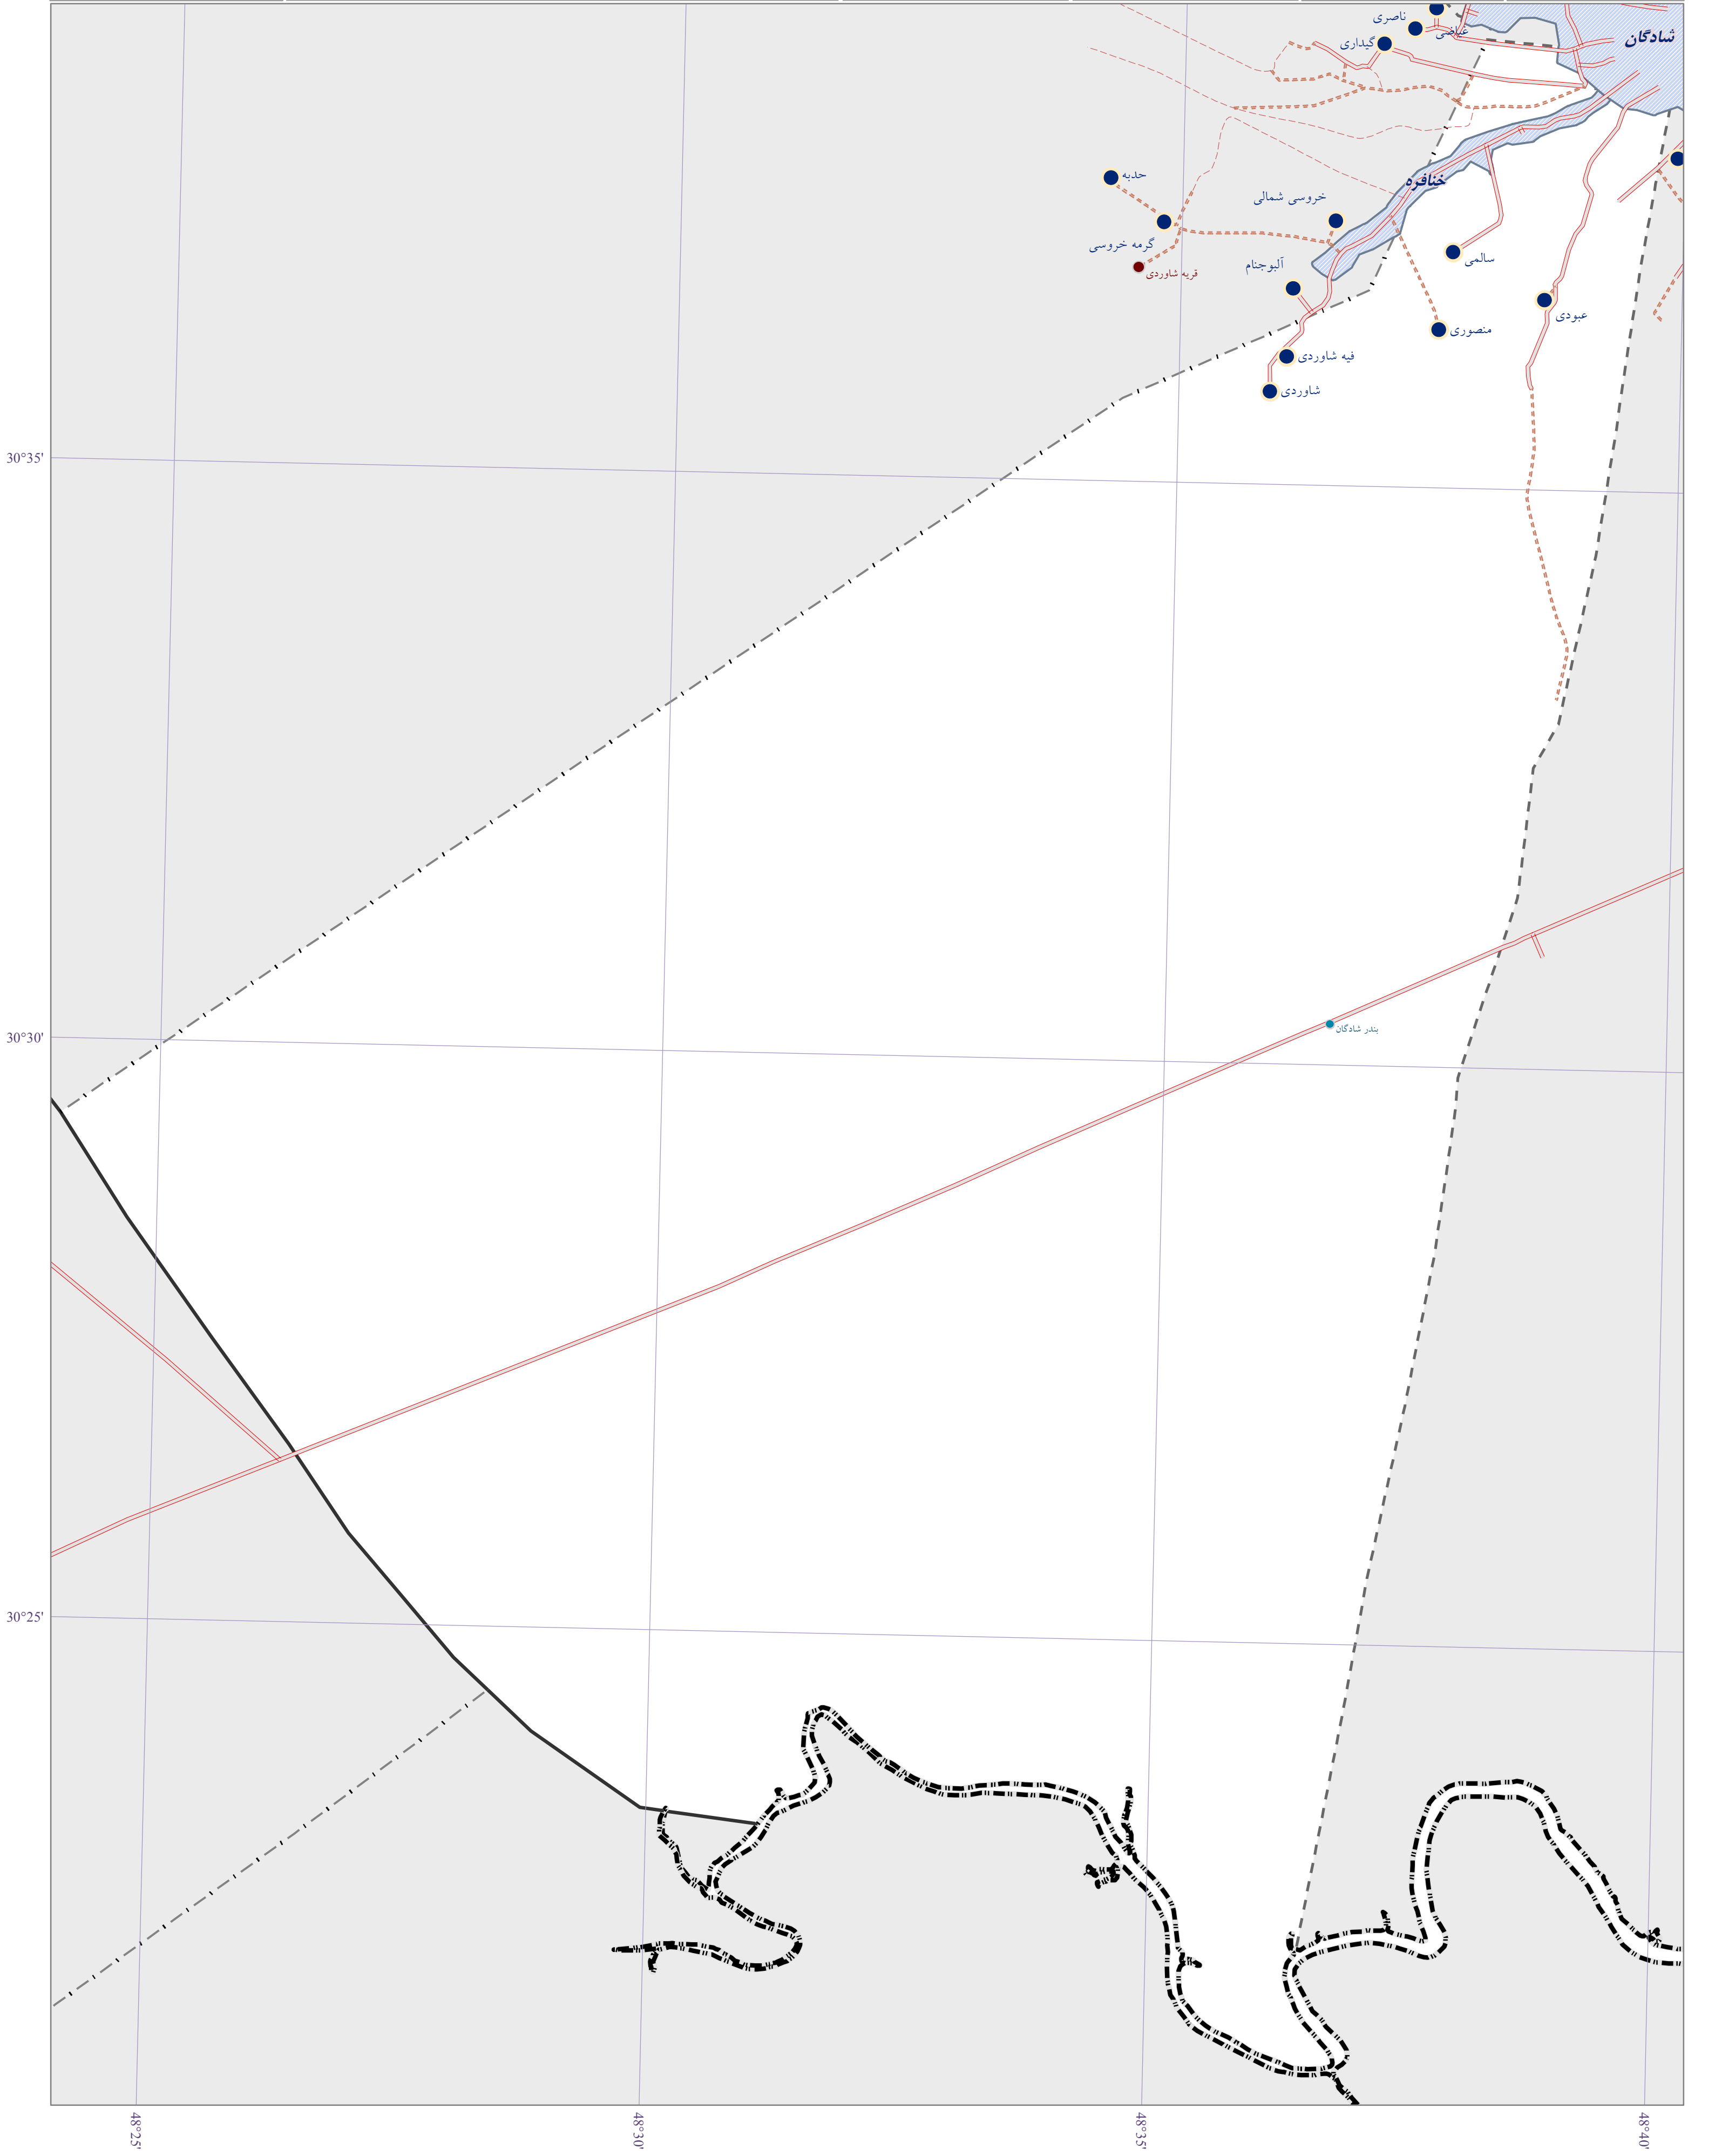 ناصری
عیاضی
شادگان
گیداری
حدبه
خنافره
خروسی شمالی
گرمه خروسی
سالمی
آلبوجنام
قریه شاوردی
عبودی
منصوری
فیه شاوردی
شاوردی
30°35'
30°30'
بندر شادگان
30°25'
48°25'
48°30'
48°35'
48°40'